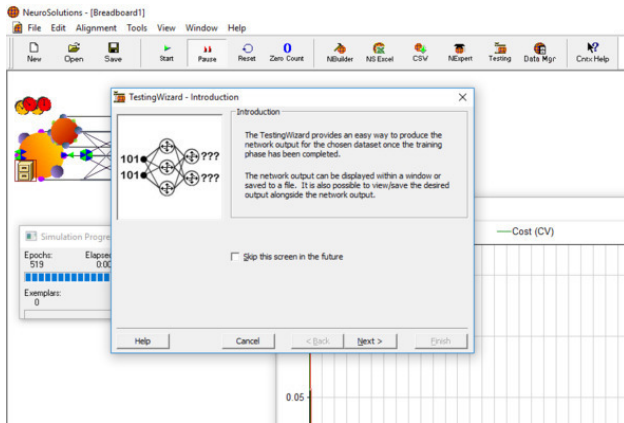 NeuroSolutions - [Breadboard1]
File Edit Alignment Tools View Window Help
New Open Save Start Pause Reset Zero Count NBuilder NS Excel CSV NExpert Testing Data Mgr Cntx Help
TestingWizard - Introduction
Introduction
The TestingWizard provides an easy way to produce the
network output for the chosen dataset once the training
phase has been completed.
The network output can be displayed within a window or
saved to a file. It is also possible to view/save the desired
output alongside the network output.
101 ???
101 ???
Cost (CV)
Simulation Progre
Epochs: Elapse
519 0:00
Exemplars:
0
Skip this screen in the future
Help Cancel < Back Next > Finish
0.05